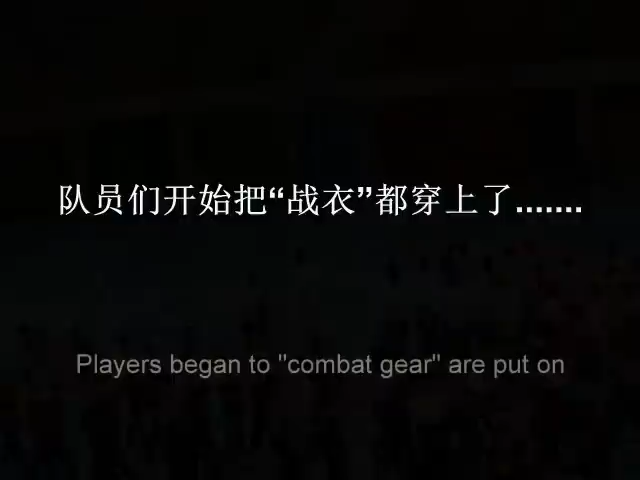 队员们开始把“战衣”都穿上了.......
Players began to "combat gear" are put on